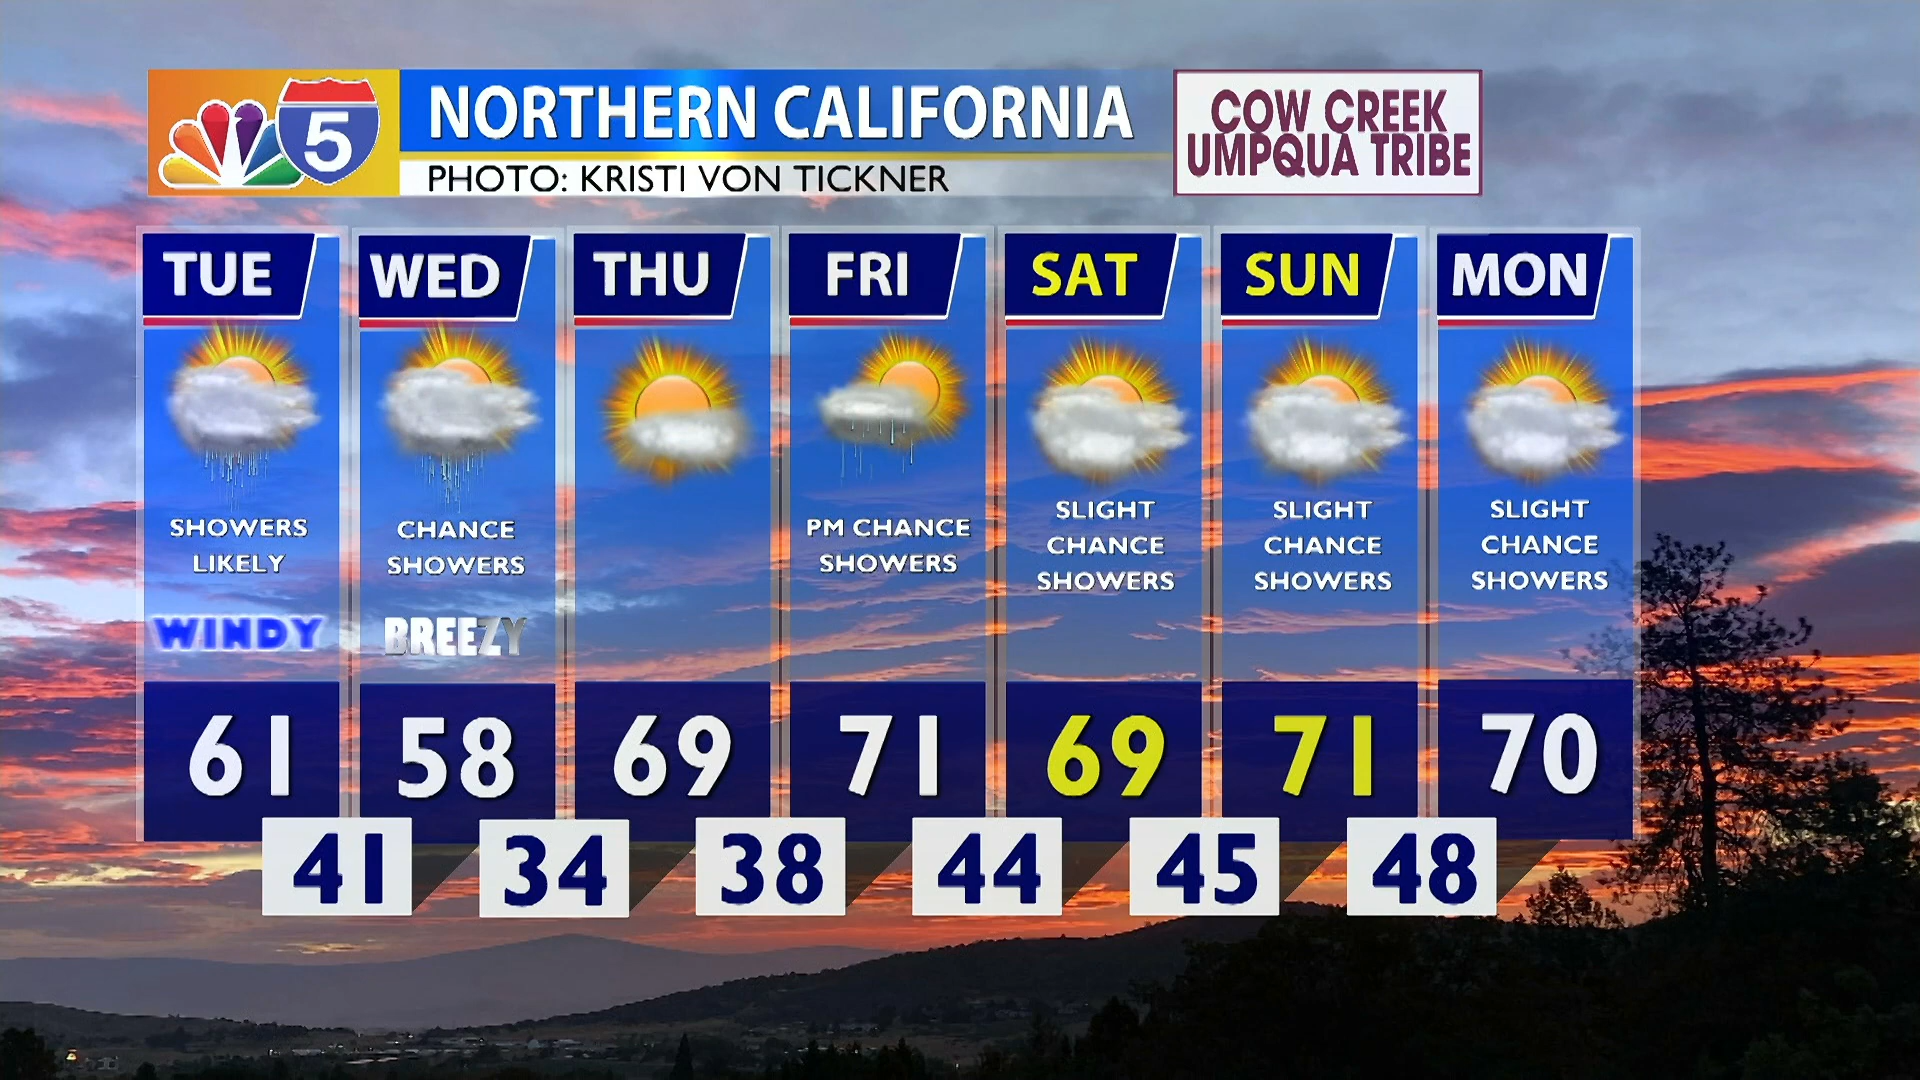 5
NORTHERN CALIFORNIA
PHOTO: KRISTI VON TICKNER
COW CREEK
UMPQUA TRIBE
TUE
SHOWERS
LIKELY
WINDY
61
WED
CHANCE
SHOWERS
BREEZY
58
THU
69
FRI
PM CHANCE
SHOWERS
71
SAT
SLIGHT
CHANCE
SHOWERS
69
SUN
SLIGHT
CHANCE
SHOWERS
71
MON
SLIGHT
CHANCE
SHOWERS
70
41
34
38
44
45
48